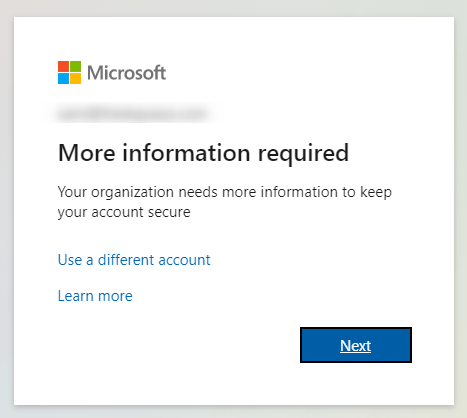 Microsoft
More information required
Your organization needs more information to keep
your account secure
Use a different account
Learn more
Next